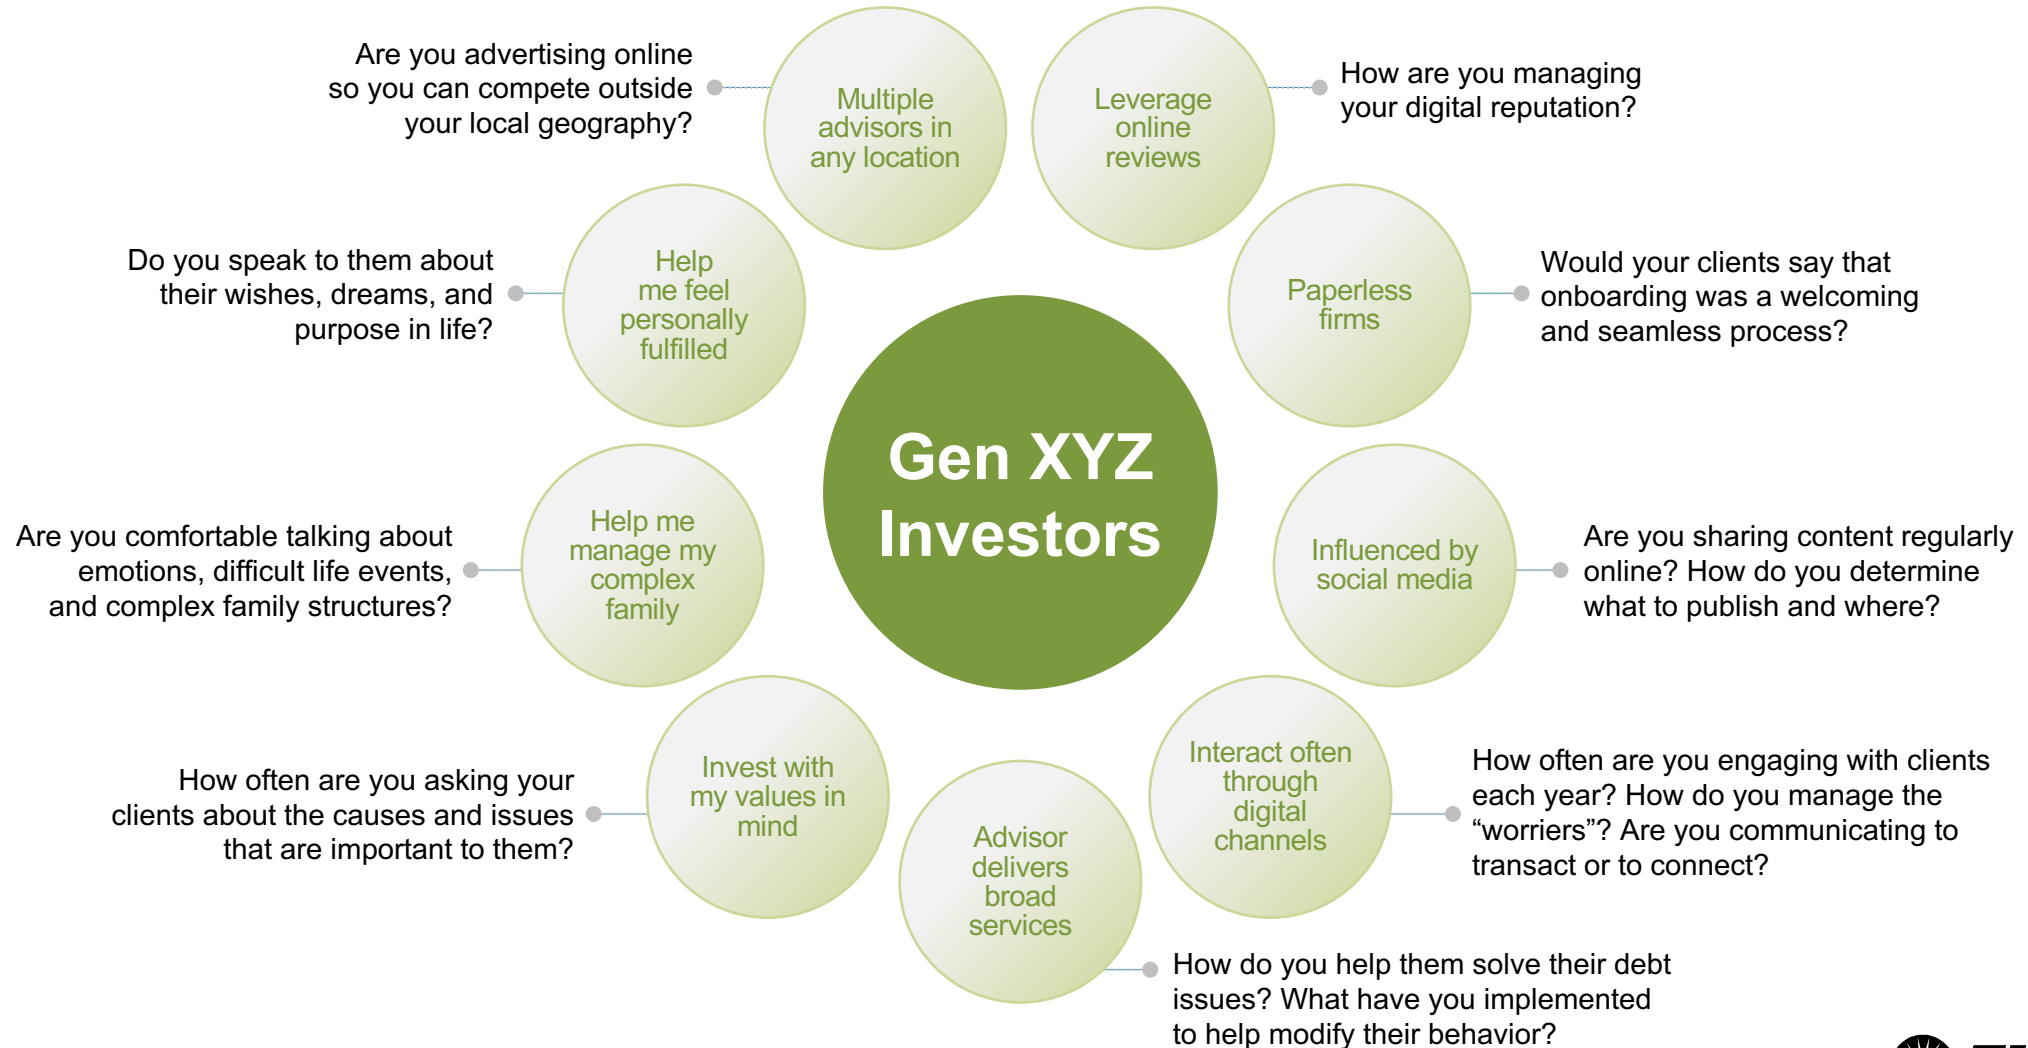 Are you advertising online
so you can compete outside
your local geography?
Multiple
advisors in
any location
Leverage
online
reviews
How are you managing
your digital reputation?
Do you speak to them about
their wishes, dreams, and
purpose in life?
Help
me feel
personally
fulfilled
Paperless
firms
Would your clients say that
onboarding was a welcoming
and seamless process?
Gen XYZ
Investors
Are you comfortable talking about
emotions, difficult life events,
and complex family structures?
Help me
manage my
complex
family
Influenced by
social media
Are you sharing content regularly
online? How do you determine
what to publish and where?
How often are you asking your
clients about the causes and issues
that are important to them?
Invest with
my values in
mind
Advisor
delivers
broad
services
Interact often
through
digital
channels
How often are you engaging with clients
each year? How do you manage the
“worriers”? Are you communicating to
transact or to connect?
How do you help them solve their debt
issues? What have you implemented
to help modify their behavior?